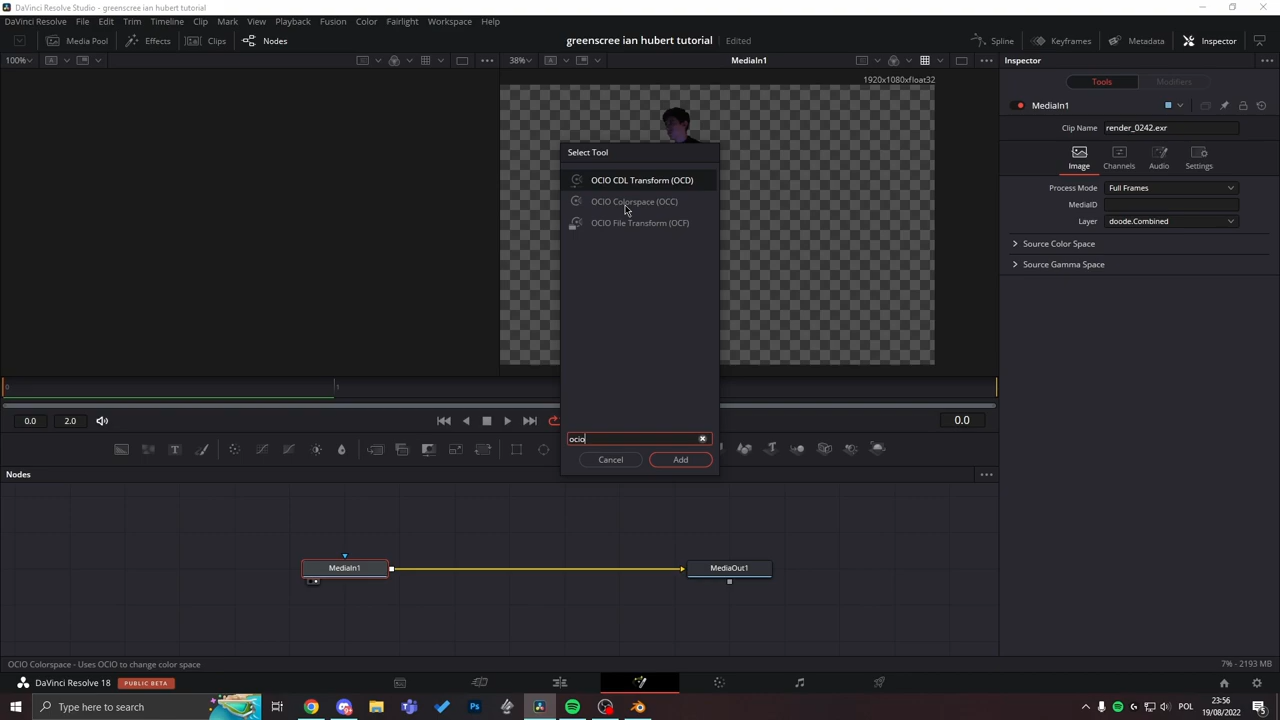 DaVinci Resolve Studio - greenscree ian hubert tutorial
DaVinci Resolve File Edit Trim Timeline Clip Mark View Playback Fusion Color Fairlight Workspace Help
Media Pool Effects Clips Nodes greenscree ian hubert tutorial Edited Spline Keyframes Metadata Inspector
100% 38% MediaIn1 Inspector
1920x1080xfloat32
Tools Modifiers
MediaIn1
Clip Name render_0242.exr
Select Tool
Image Channels Audio Settings
OCIO CDL Transform (OCD)
OCIO Colorspace (OCC)
OCIO File Transform (OCF)
Process Mode Full Frames
MediaID
Layer doode.Combined
Source Color Space
Source Gamma Space
0 1
0.0 2.0 0.0
ocio
Cancel Add
Nodes
MediaIn1 MediaOut1
OCIO Colorspace - Uses OCIO to change color space 7% - 2193 MB
DaVinci Resolve 18 PUBLIC BETA
Type here to search POL 23:56
19/08/2022